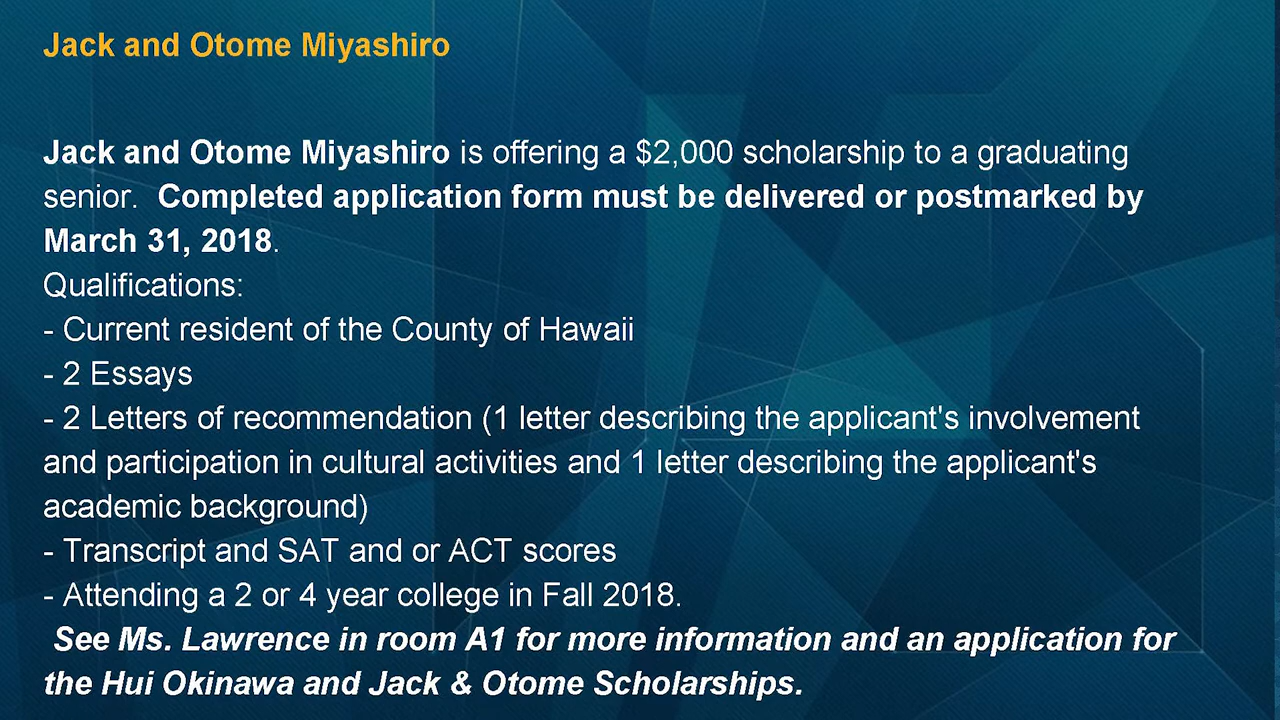 Jack and Otome Miyashiro
Jack and Otome Miyashiro is offering a $2,000 scholarship to a graduating
senior.  Completed application form must be delivered or postmarked by
March 31, 2018.
Qualifications:
- Current resident of the County of Hawaii
- 2 Essays
- 2 Letters of recommendation (1 letter describing the applicant's involvement
and participation in cultural activities and 1 letter describing the applicant's
academic background)
- Transcript and SAT and or ACT scores
- Attending a 2 or 4 year college in Fall 2018.
See Ms. Lawrence in room A1 for more information and an application for
the Hui Okinawa and Jack & Otome Scholarships.